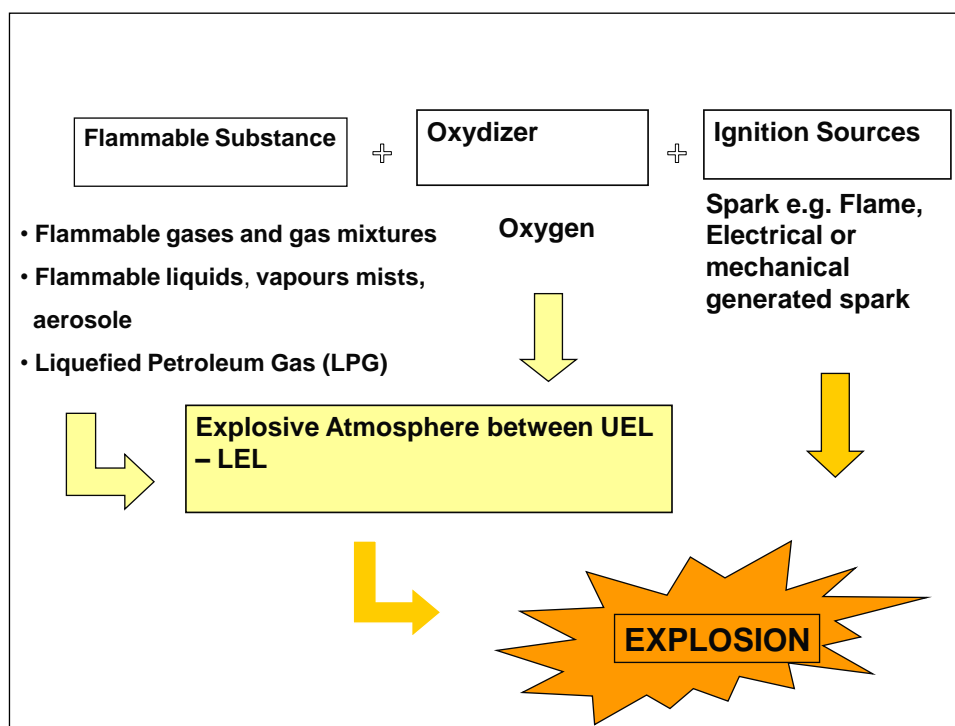 Flammable Substance
Oxydizer
Ignition Sources
• Flammable gases and gas mixtures
• Flammable liquids, vapours mists,
aerosole
• Liquefied Petroleum Gas (LPG)
Oxygen
Spark e.g. Flame,
Electrical or
mechanical
generated spark
Explosive Atmosphere between UEL
– LEL
EXPLOSION